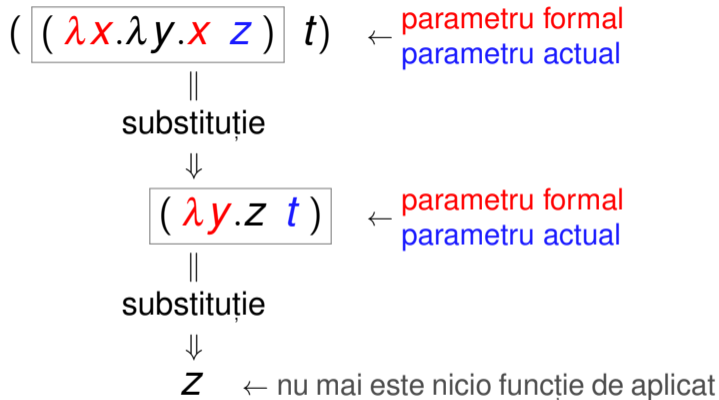 ( ( λx.λy.x z ) t) ← parametru formal
parametru actual
||
substituție
⇓
( λy.z t ) ← parametru formal
parametru actual
||
substituție
⇓
z ← nu mai este nicio funcție de aplicat